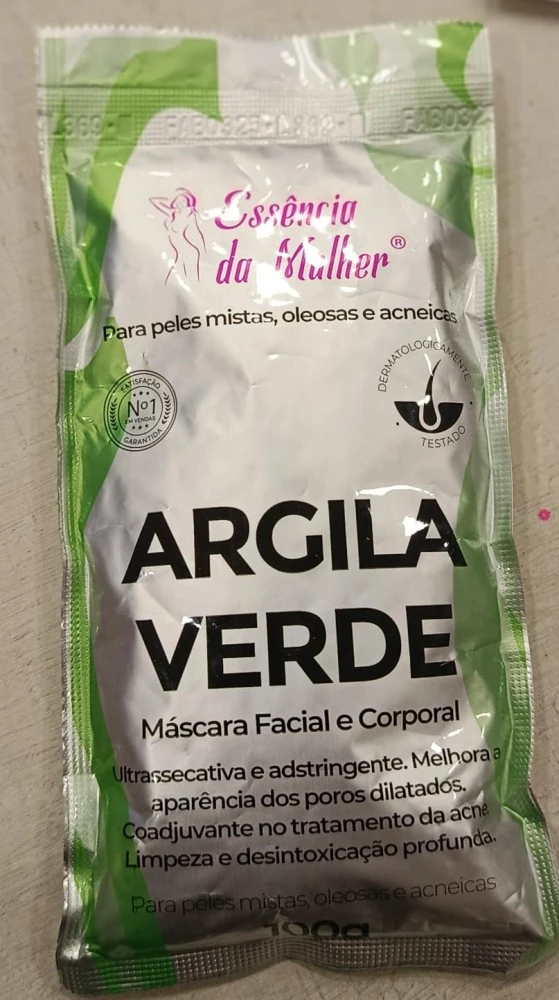 Essência
da Mulher®
Para peles mistas, oleosas e acneicas
SATISFAÇÃO
Nº1
EM VENDAS
GARANTIDA
DERMATOLOGICAMENTE
TESTADO
ARGILA
VERDE
Máscara Facial e Corporal
Ultrassecativa e adstringente. Melhora a
aparência dos poros dilatados.
Coadjuvante no tratamento da acne.
Limpeza e desintoxicação profunda.
Para peles mistas, oleosas e acneicas
100g